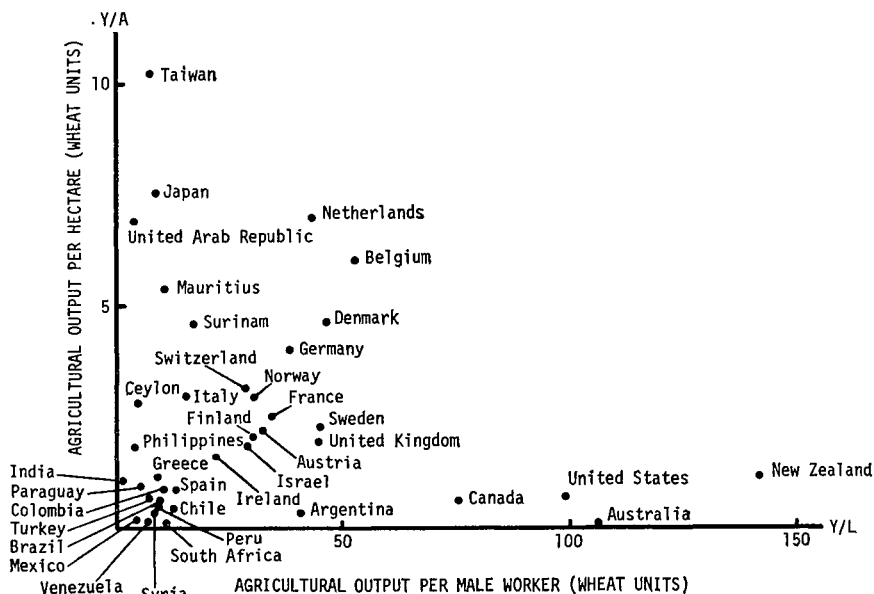 Y/A
AGRICULTURAL OUTPUT PER HECTARE (WHEAT UNITS)
10
Taiwan
Japan
Netherlands
United Arab Republic
Belgium
Mauritius
5
Surinam
Denmark
Germany
Switzerland
Norway
Ceylon
Italy
France
Finland
Sweden
Philippines
United Kingdom
Austria
Israel
India
Greece
New Zealand
Paraguay
Spain
Ireland
United States
Colombia
Chile
Argentina
Canada
Australia
Turkey
Brazil
Peru
50
100
150
Y/L
Mexico
South Africa
Venezuela
Syria
AGRICULTURAL OUTPUT PER MALE WORKER (WHEAT UNITS)